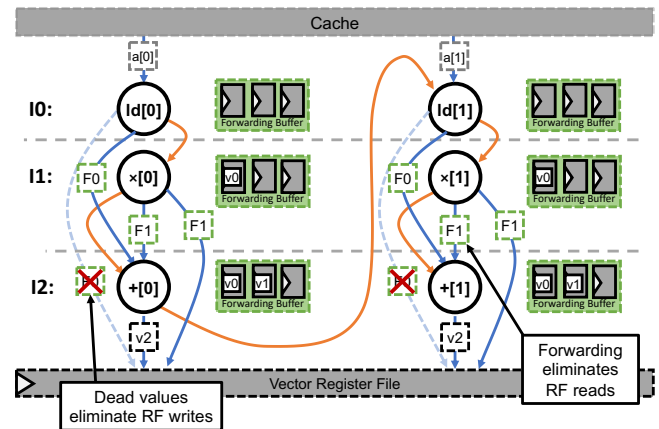 Cache
a[0]
a[1]
I0:
ld[0]
Forwarding Buffer
ld[1]
Forwarding Buffer
I1:
F0
×[0]
v0
Forwarding Buffer
F0
×[1]
v0
Forwarding Buffer
F1
F1
F1
F1
I2:
+[0]
v0
v1
Forwarding Buffer
+[1]
v0
v1
Forwarding Buffer
v2
v2
Forwarding
eliminates
RF reads
Vector Register File
Dead values
eliminate RF writes